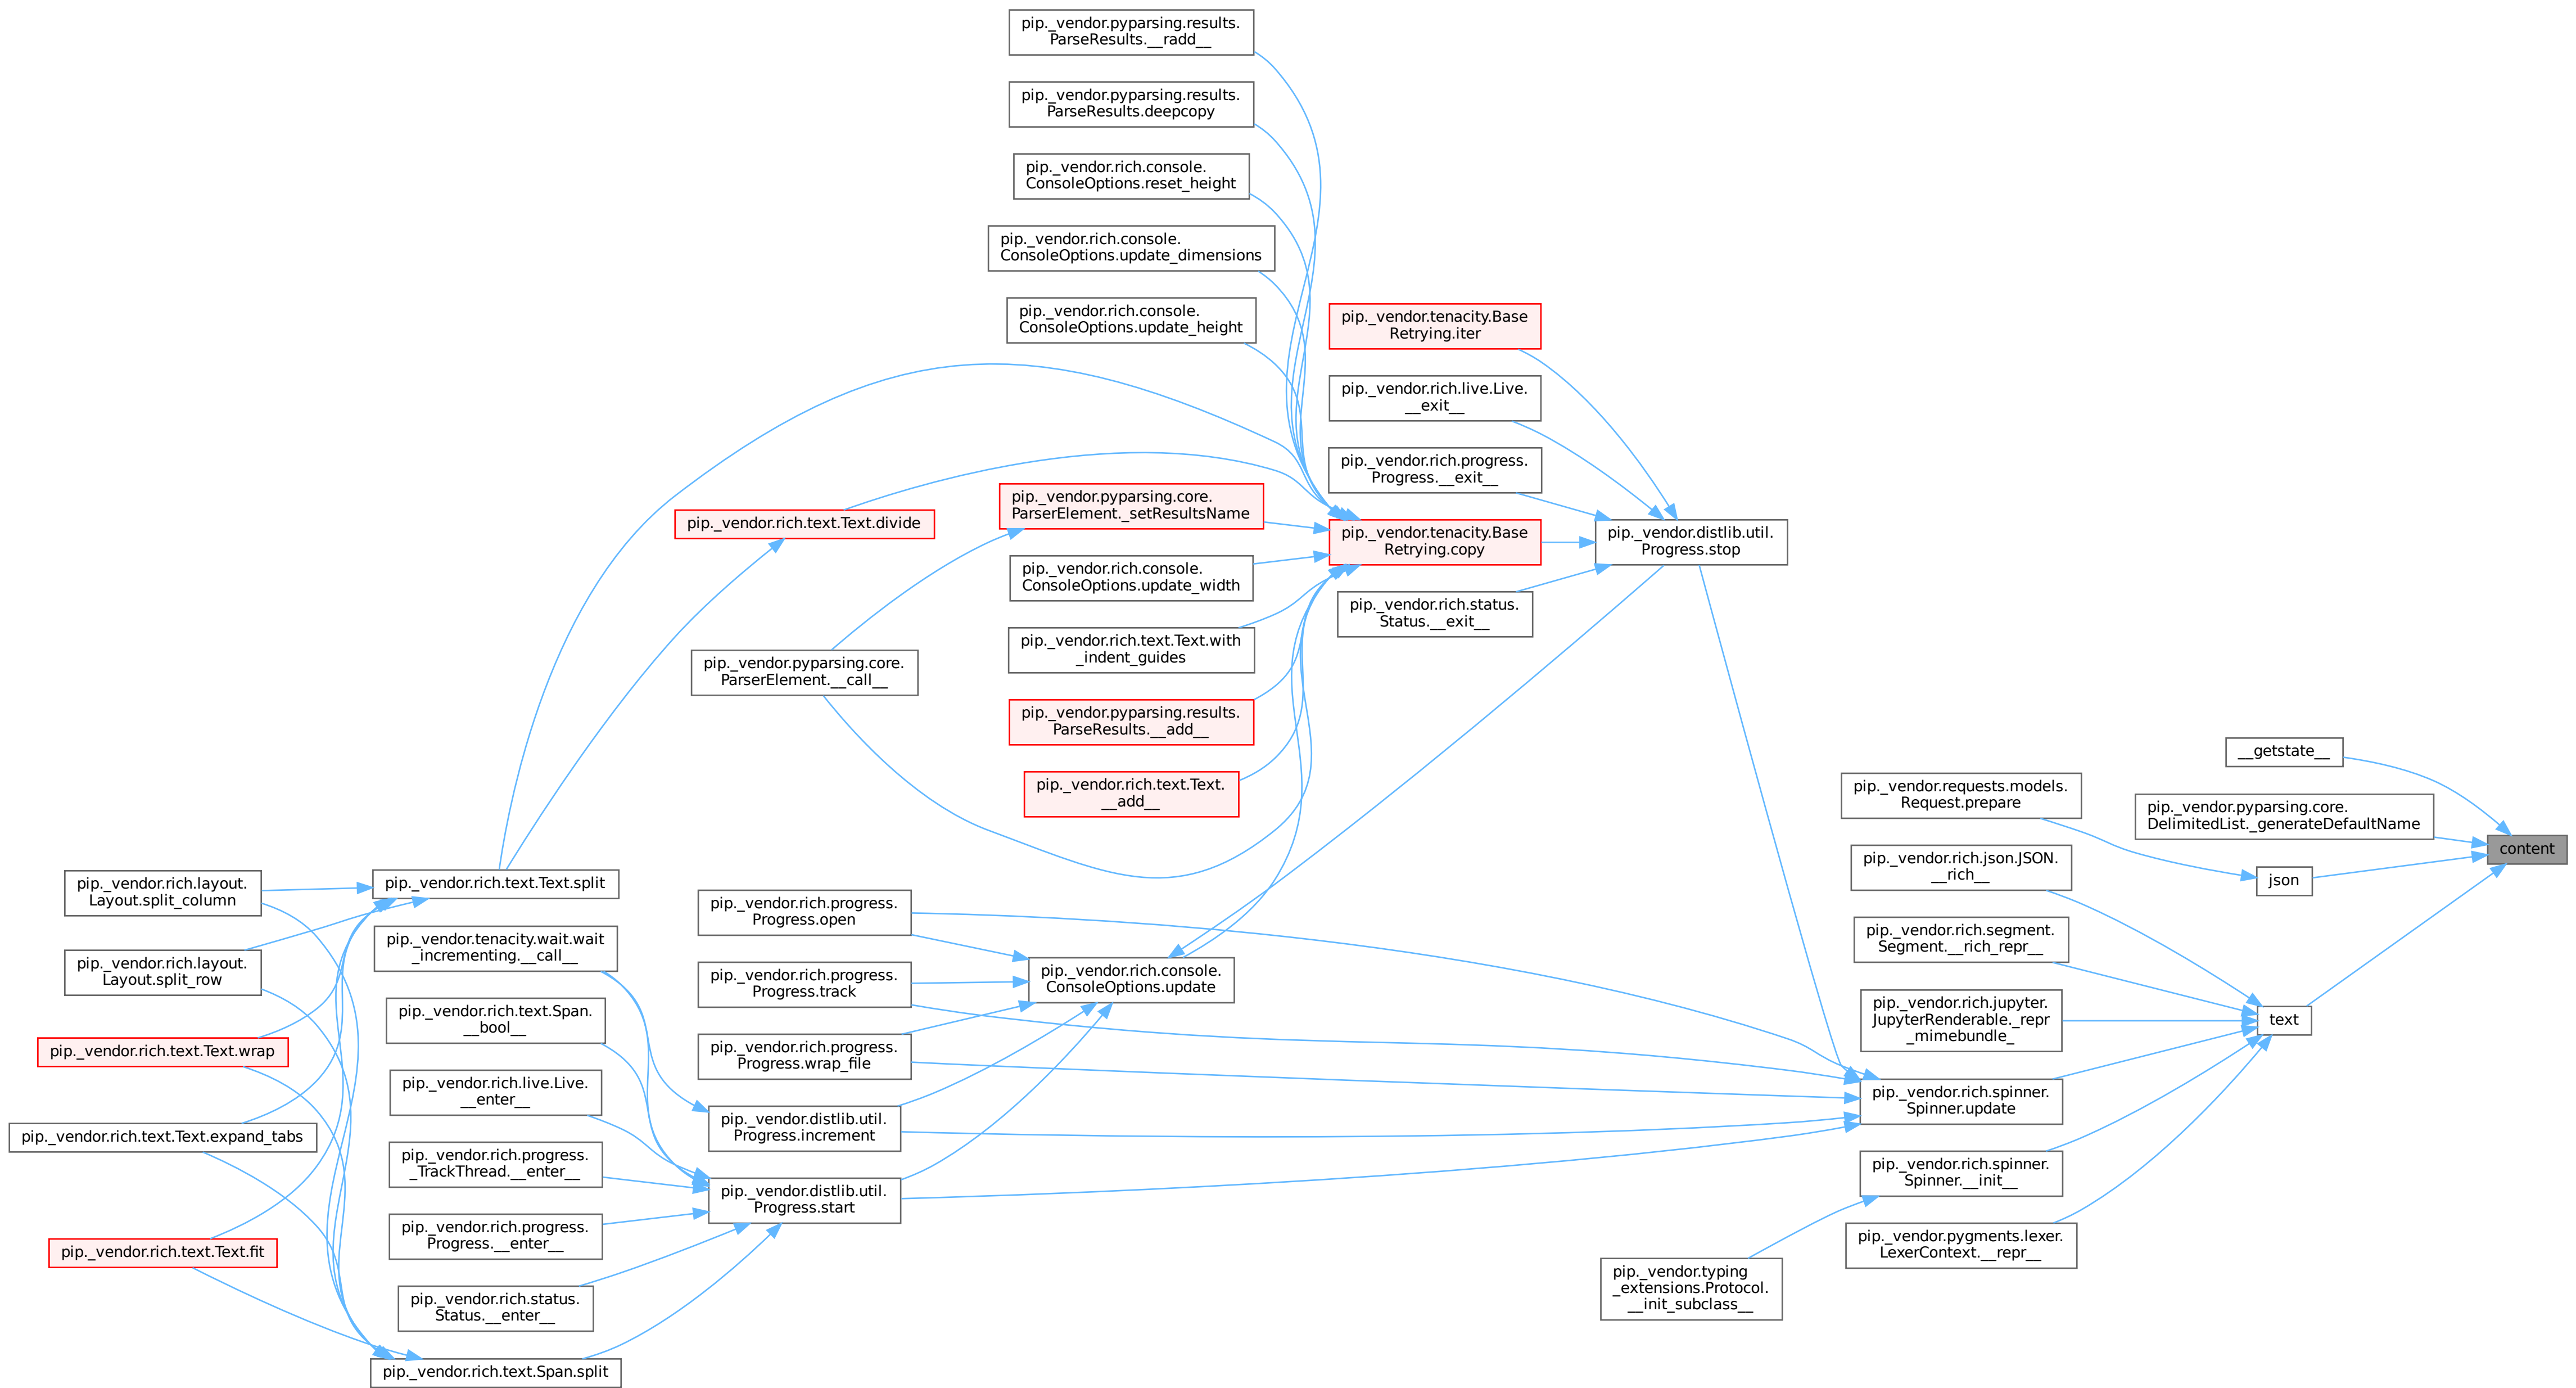 pip._vendor.pyparsing.results.
ParseResults.__radd__
pip._vendor.pyparsing.results.
ParseResults.deepcopy
pip._vendor.rich.console.
ConsoleOptions.reset_height
pip._vendor.rich.console.
ConsoleOptions.update_dimensions
pip._vendor.rich.console.
ConsoleOptions.update_height
pip._vendor.tenacity.Base
Retrying.iter
pip._vendor.rich.live.Live.
__exit__
pip._vendor.rich.progress.
Progress.__exit__
pip._vendor.pyparsing.core.
ParserElement._setResultsName
pip._vendor.rich.text.Text.divide
pip._vendor.tenacity.Base
Retrying.copy
pip._vendor.distlib.util.
Progress.stop
pip._vendor.rich.console.
ConsoleOptions.update_width
pip._vendor.rich.status.
Status.__exit__
pip._vendor.rich.text.Text.with
_indent_guides
pip._vendor.pyparsing.core.
ParserElement.__call__
pip._vendor.pyparsing.results.
ParseResults.__add__
pip._vendor.rich.text.Text.
__add__
__getstate__
pip._vendor.requests.models.
Request.prepare
pip._vendor.pyparsing.core.
DelimitedList._generateDefaultName
content
pip._vendor.rich.json.JSON.
__rich__
json
pip._vendor.rich.layout.
Layout.split_column
pip._vendor.rich.text.Text.split
pip._vendor.rich.progress.
Progress.open
pip._vendor.rich.segment.
Segment.__rich_repr__
pip._vendor.tenacity.wait.wait
_incrementing.__call__
pip._vendor.rich.layout.
Layout.split_row
pip._vendor.rich.progress.
Progress.track
pip._vendor.rich.console.
ConsoleOptions.update
pip._vendor.rich.jupyter.
JupyterRenderable._repr
_mimebundle_
text
pip._vendor.rich.text.Span.
__bool__
pip._vendor.rich.text.Text.wrap
pip._vendor.rich.progress.
Progress.wrap_file
pip._vendor.rich.live.Live.
__enter__
pip._vendor.rich.spinner.
Spinner.update
pip._vendor.rich.text.Text.expand_tabs
pip._vendor.distlib.util.
Progress.increment
pip._vendor.rich.progress.
_TrackThread.__enter__
pip._vendor.rich.spinner.
Spinner.__init__
pip._vendor.distlib.util.
Progress.start
pip._vendor.rich.progress.
Progress.__enter__
pip._vendor.pygments.lexer.
LexerContext.__repr__
pip._vendor.rich.text.Text.fit
pip._vendor.typing
_extensions.Protocol.
__init_subclass__
pip._vendor.rich.status.
Status.__enter__
pip._vendor.rich.text.Span.split